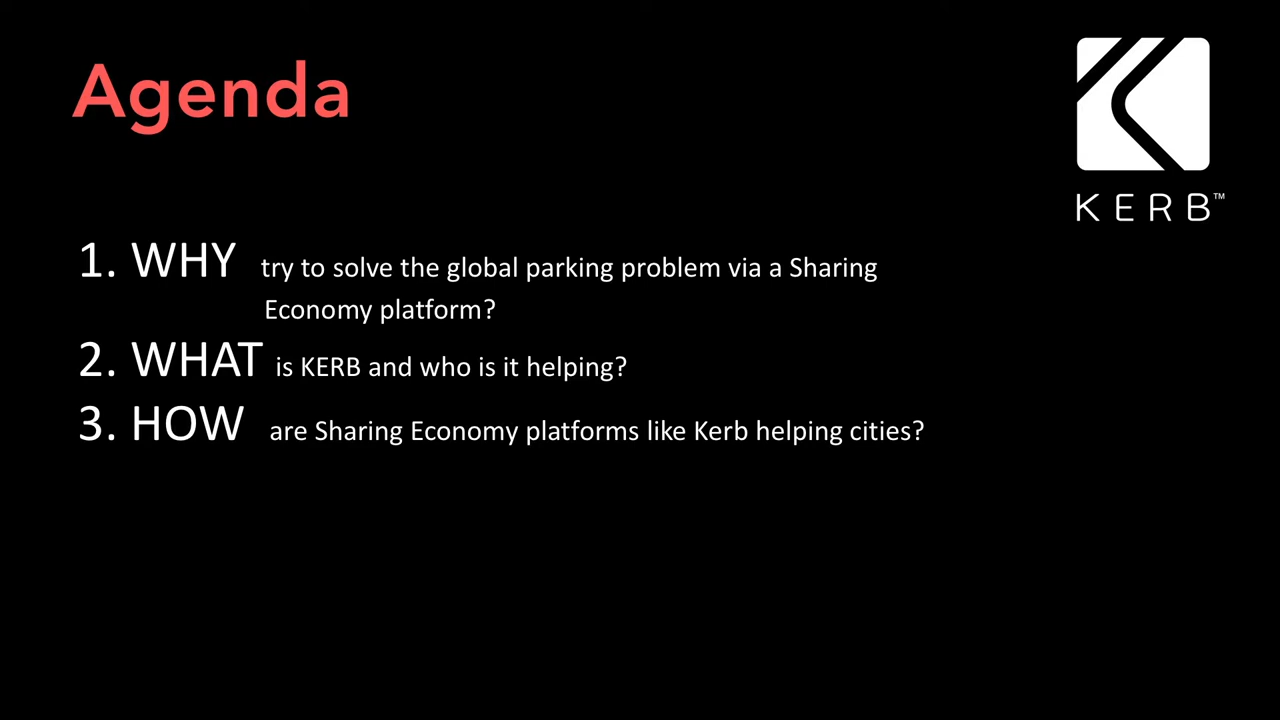 Agenda
KERB™
1. WHY try to solve the global parking problem via a Sharing
Economy platform?
2. WHAT is KERB and who is it helping?
3. HOW are Sharing Economy platforms like Kerb helping cities?